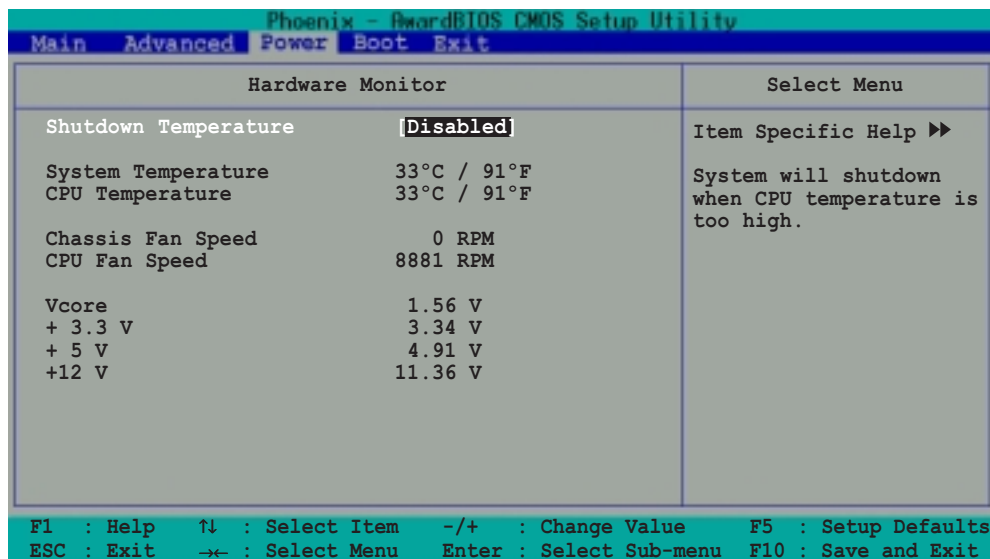 Phoenix - AwardBIOS CMOS Setup Utility
Main Advanced Power Boot Exit
Hardware Monitor
Select Menu
Shutdown Temperature [Disabled]
System Temperature 33°C / 91°F
CPU Temperature 33°C / 91°F
Chassis Fan Speed 0 RPM
CPU Fan Speed 8881 RPM
Vcore 1.56 V
+ 3.3 V 3.34 V
+ 5 V 4.91 V
+12 V 11.36 V
Item Specific Help ▶▶
System will shutdown
when CPU temperature is
too high.
F1 : Help ↑↓ : Select Item -/+ : Change Value F5 : Setup Defaults
ESC : Exit →← : Select Menu Enter : Select Sub-menu F10 : Save and Exit